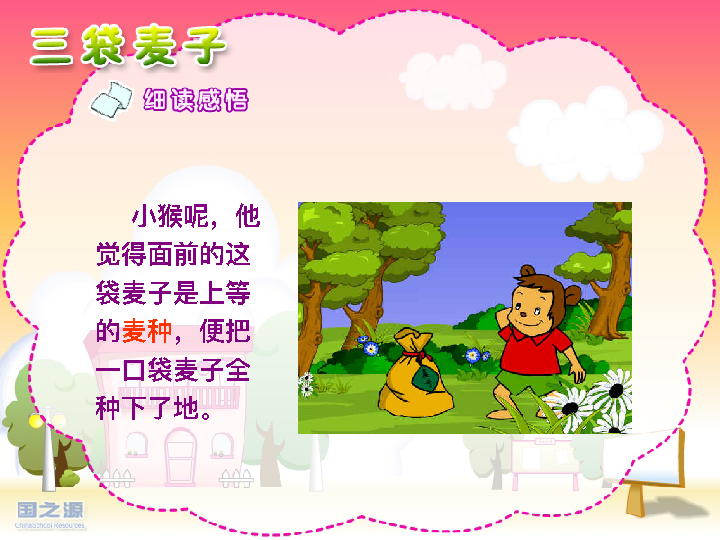 三袋麦子
细读感悟
小猴呢，他
觉得面前的这
袋麦子是上等
的麦种，便把
一口袋麦子全
种下了地。
国之源
ChinaSchool Resources